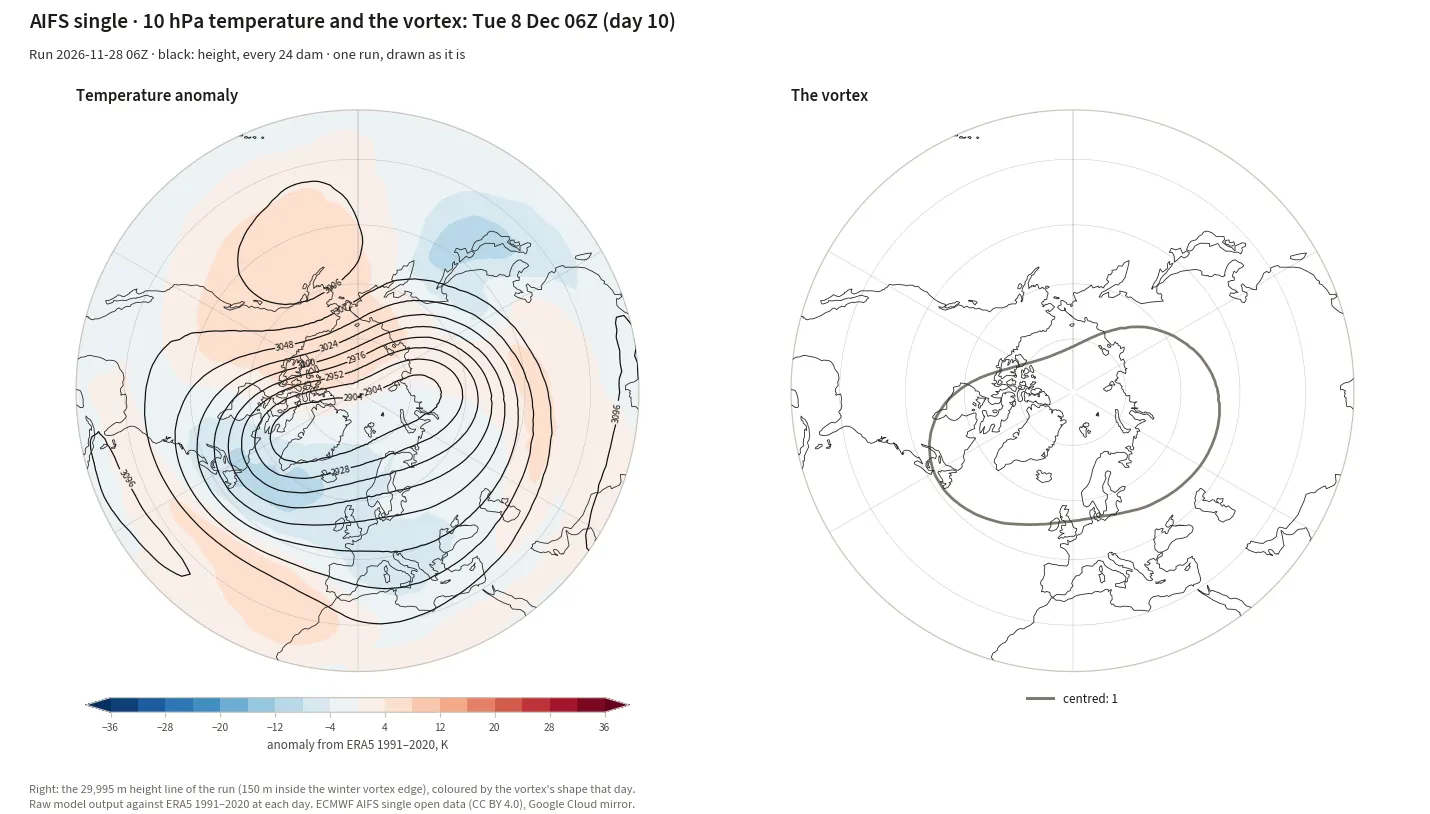 AIFS single · 10 hPa temperature and the vortex: Tue 8 Dec 06Z (day 10)
Run 2026-11-28 06Z · black: height, every 24 dam · one run, drawn as it is
Temperature anomaly
The vortex
3048
3024
2976
2952
2904
2904
2928
3096
3096
centred: 1
−36 −28 −20 −12 −4 4 12 20 28 36
anomaly from ERA5 1991–2020, K
Right: the 29,995 m height line of the run (150 m inside the winter vortex edge), coloured by the vortex's shape that day.
Raw model output against ERA5 1991–2020 at each day. ECMWF AIFS single open data (CC BY 4.0), Google Cloud mirror.